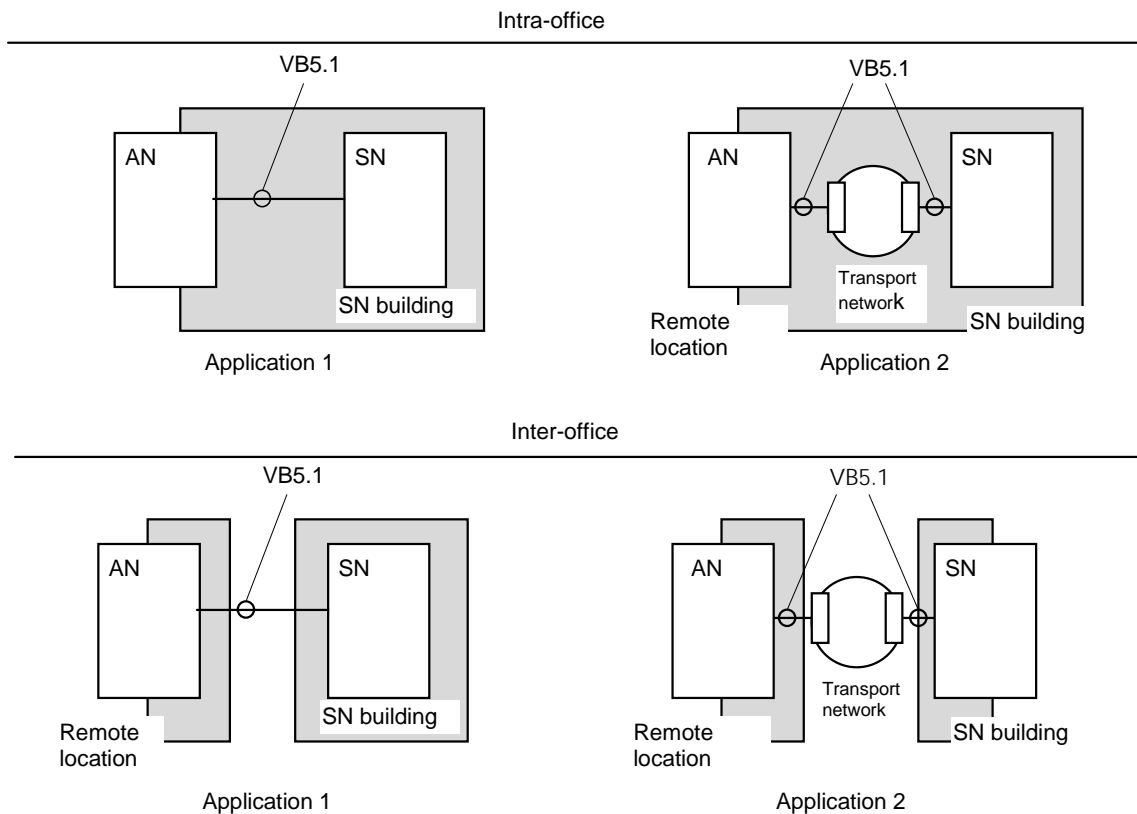 Intra-office
VB5.1
VB5.1
AN
SN
AN
SN
SN building
Transport
network
Remote
location
SN building
Application 1
Application 2
Inter-office
VB5.1
VB5.1
AN
SN
AN
SN
SN building
Transport
network
Remote
location
Remote
location
SN building
Application 1
Application 2